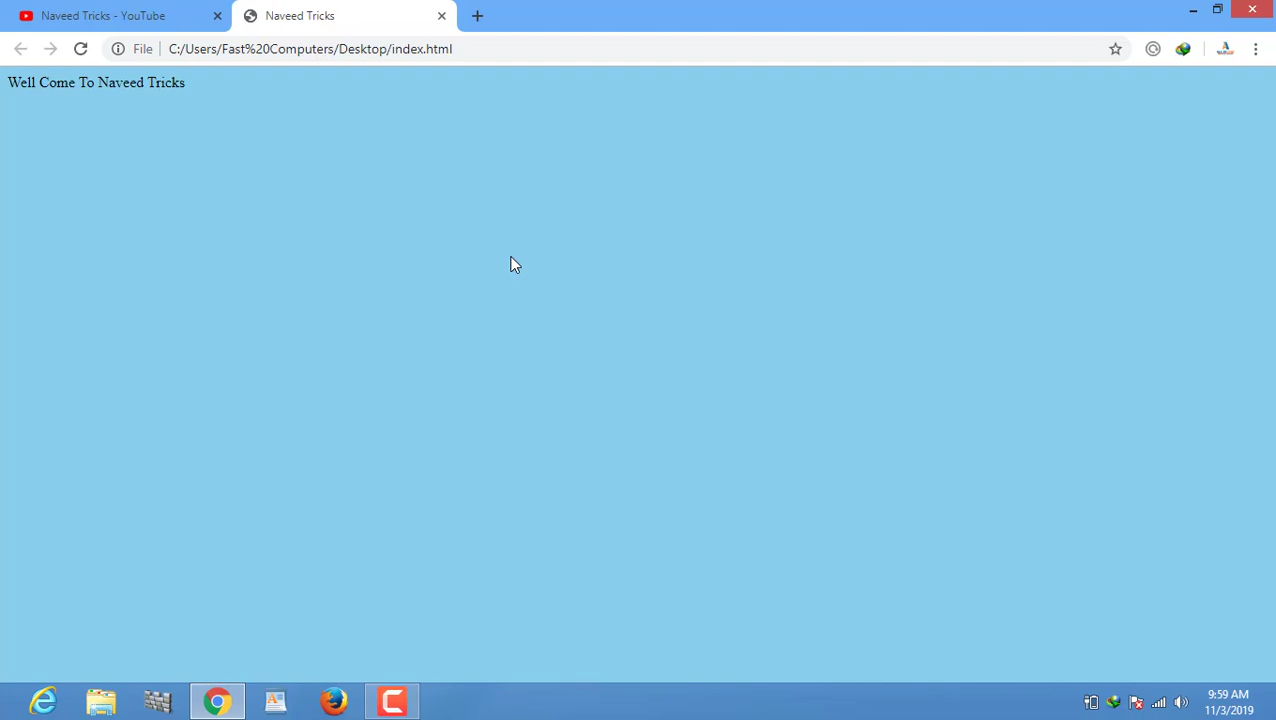 Naveed Tricks - YouTube
Naveed Tricks
File
C:/Users/Fast%20Computers/Desktop/index.html
Well Come To Naveed Tricks
9:59 AM
11/3/2019